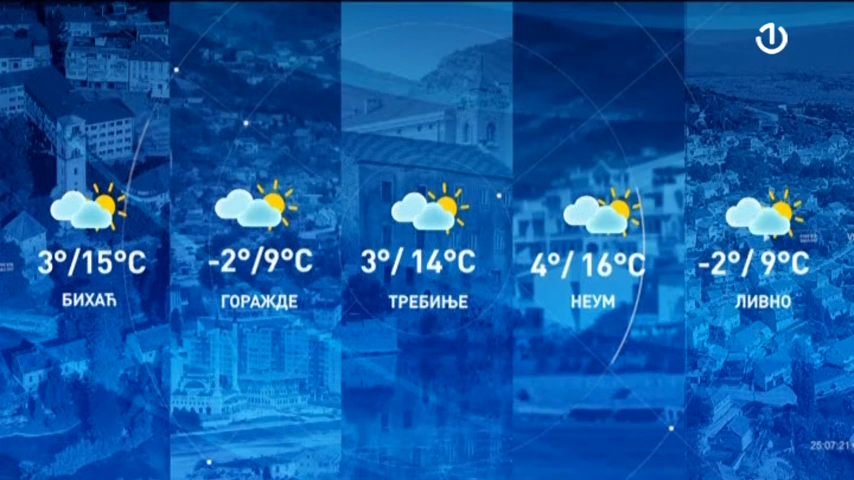 3°/15°C
БИХАЋ
-2°/9°C
ГОРАЖДЕ
3°/ 14°C
ТРЕБИЊЕ
4°/ 16°C
НЕУМ
-2°/ 9°C
ЛИВНО
25:07:21